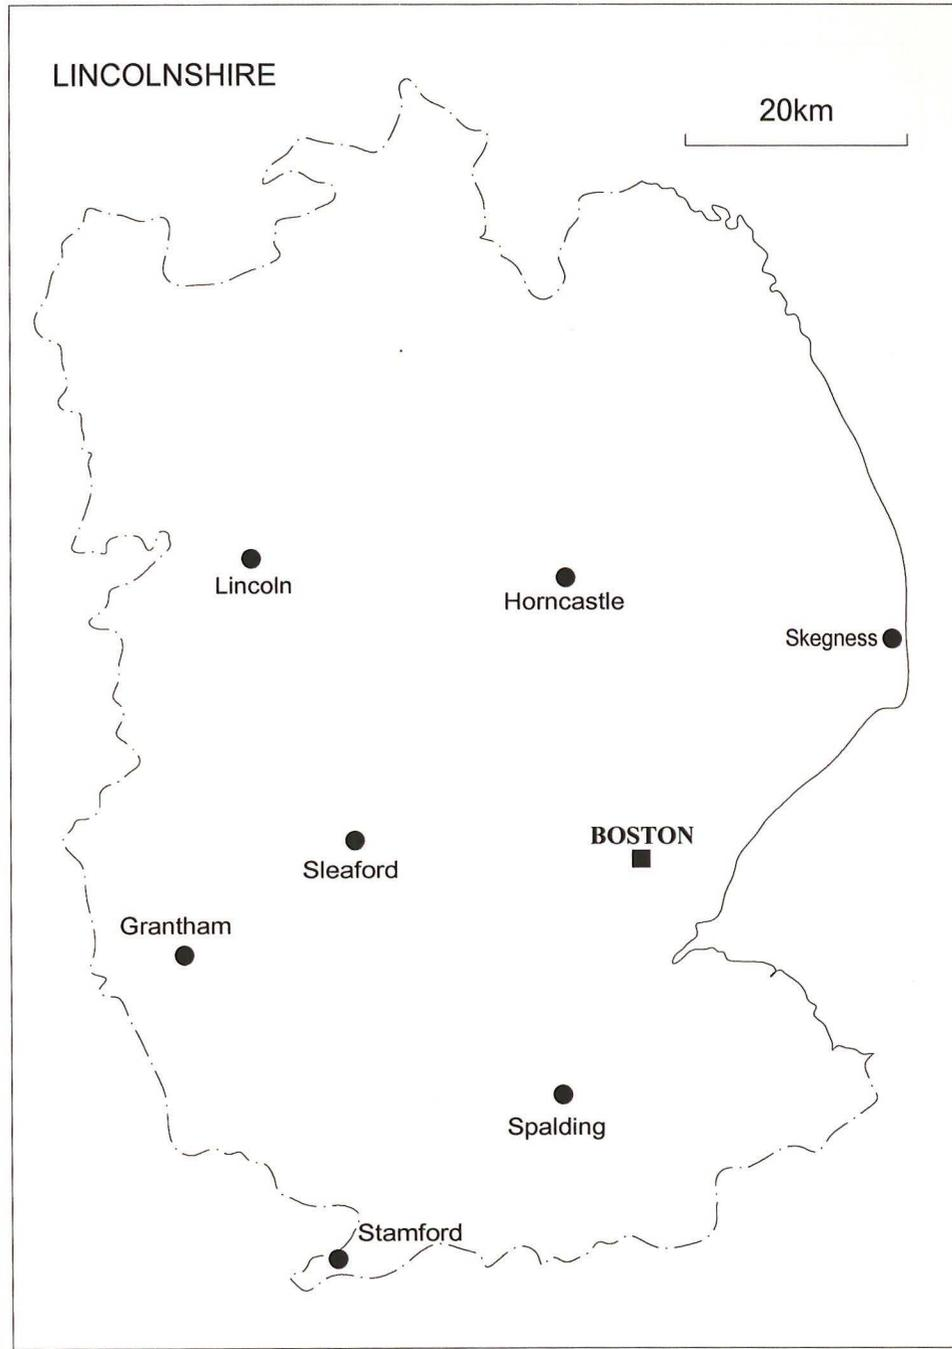 LINCOLNSHIRE
20km
Lincoln
Horncastle
Skegness
BOSTON
Sleaford
Grantham
Spalding
Stamford